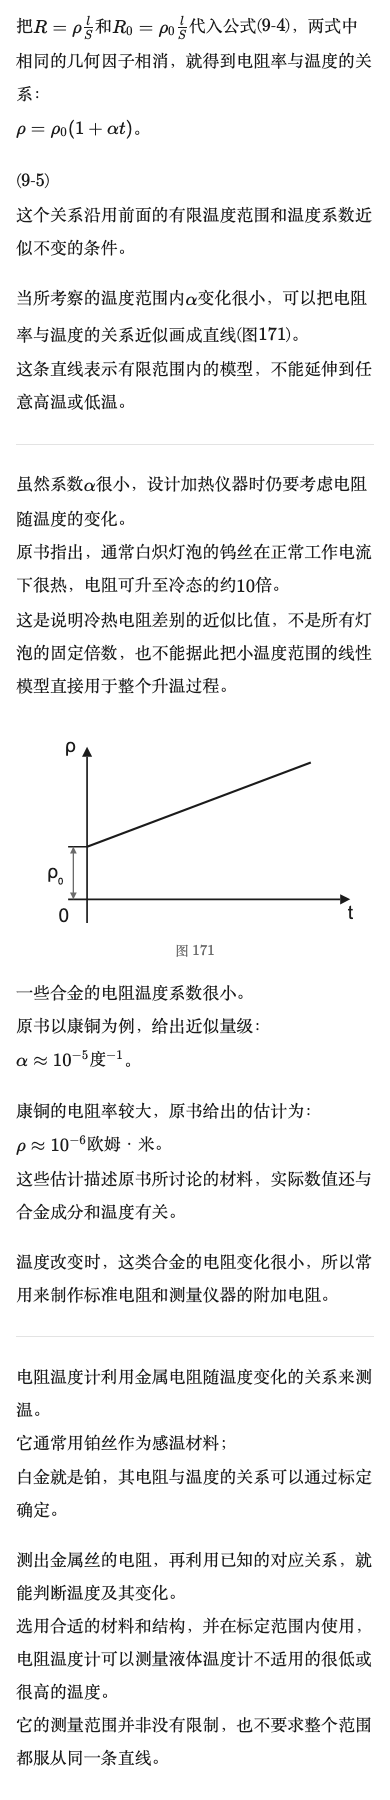 把R = ρ l/S 和R₀ = ρ₀ l/S 代入公式(9-4)，两式中
相同的几何因子相消，就得到电阻率与温度的关
系：
ρ = ρ₀(1 + αt)。
(9-5)
这个关系沿用前面的有限温度范围和温度系数近
似不变的条件。
当所考察的温度范围内α变化很小，可以把电阻
率与温度的关系近似画成直线(图171)。
这条直线表示有限范围内的模型，不能延伸到任
意高温或低温。
虽然系数α很小，设计加热仪器时仍要考虑电阻
随温度的变化。
原书指出，通常白炽灯泡的钨丝在正常工作电流
下很热，电阻可升至冷态的约10倍。
这是说明冷热电阻差别的近似比值，不是所有灯
泡的固定倍数，也不能据此把小温度范围的线性
模型直接用于整个升温过程。
ρ
ρ₀
0
t
图 171
一些合金的电阻温度系数很小。
原书以康铜为例，给出近似量级：
α ≈ 10⁻⁵度⁻¹。
康铜的电阻率较大，原书给出的估计为：
ρ ≈ 10⁻⁶欧姆 · 米。
这些估计描述原书所讨论的材料，实际数值还与
合金成分和温度有关。
温度改变时，这类合金的电阻变化很小，所以常
用来制作标准电阻和测量仪器的附加电阻。
电阻温度计利用金属电阻随温度变化的关系来测
温。
它通常用铂丝作为感温材料；
白金就是铂，其电阻与温度的关系可以通过标定
确定。
测出金属丝的电阻，再利用已知的对应关系，就
能判断温度及其变化。
选用合适的材料和结构，并在标定范围内使用，
电阻温度计可以测量液体温度计不适用的很低或
很高的温度。
它的测量范围并非没有限制，也不要求整个范围
都服从同一条直线。